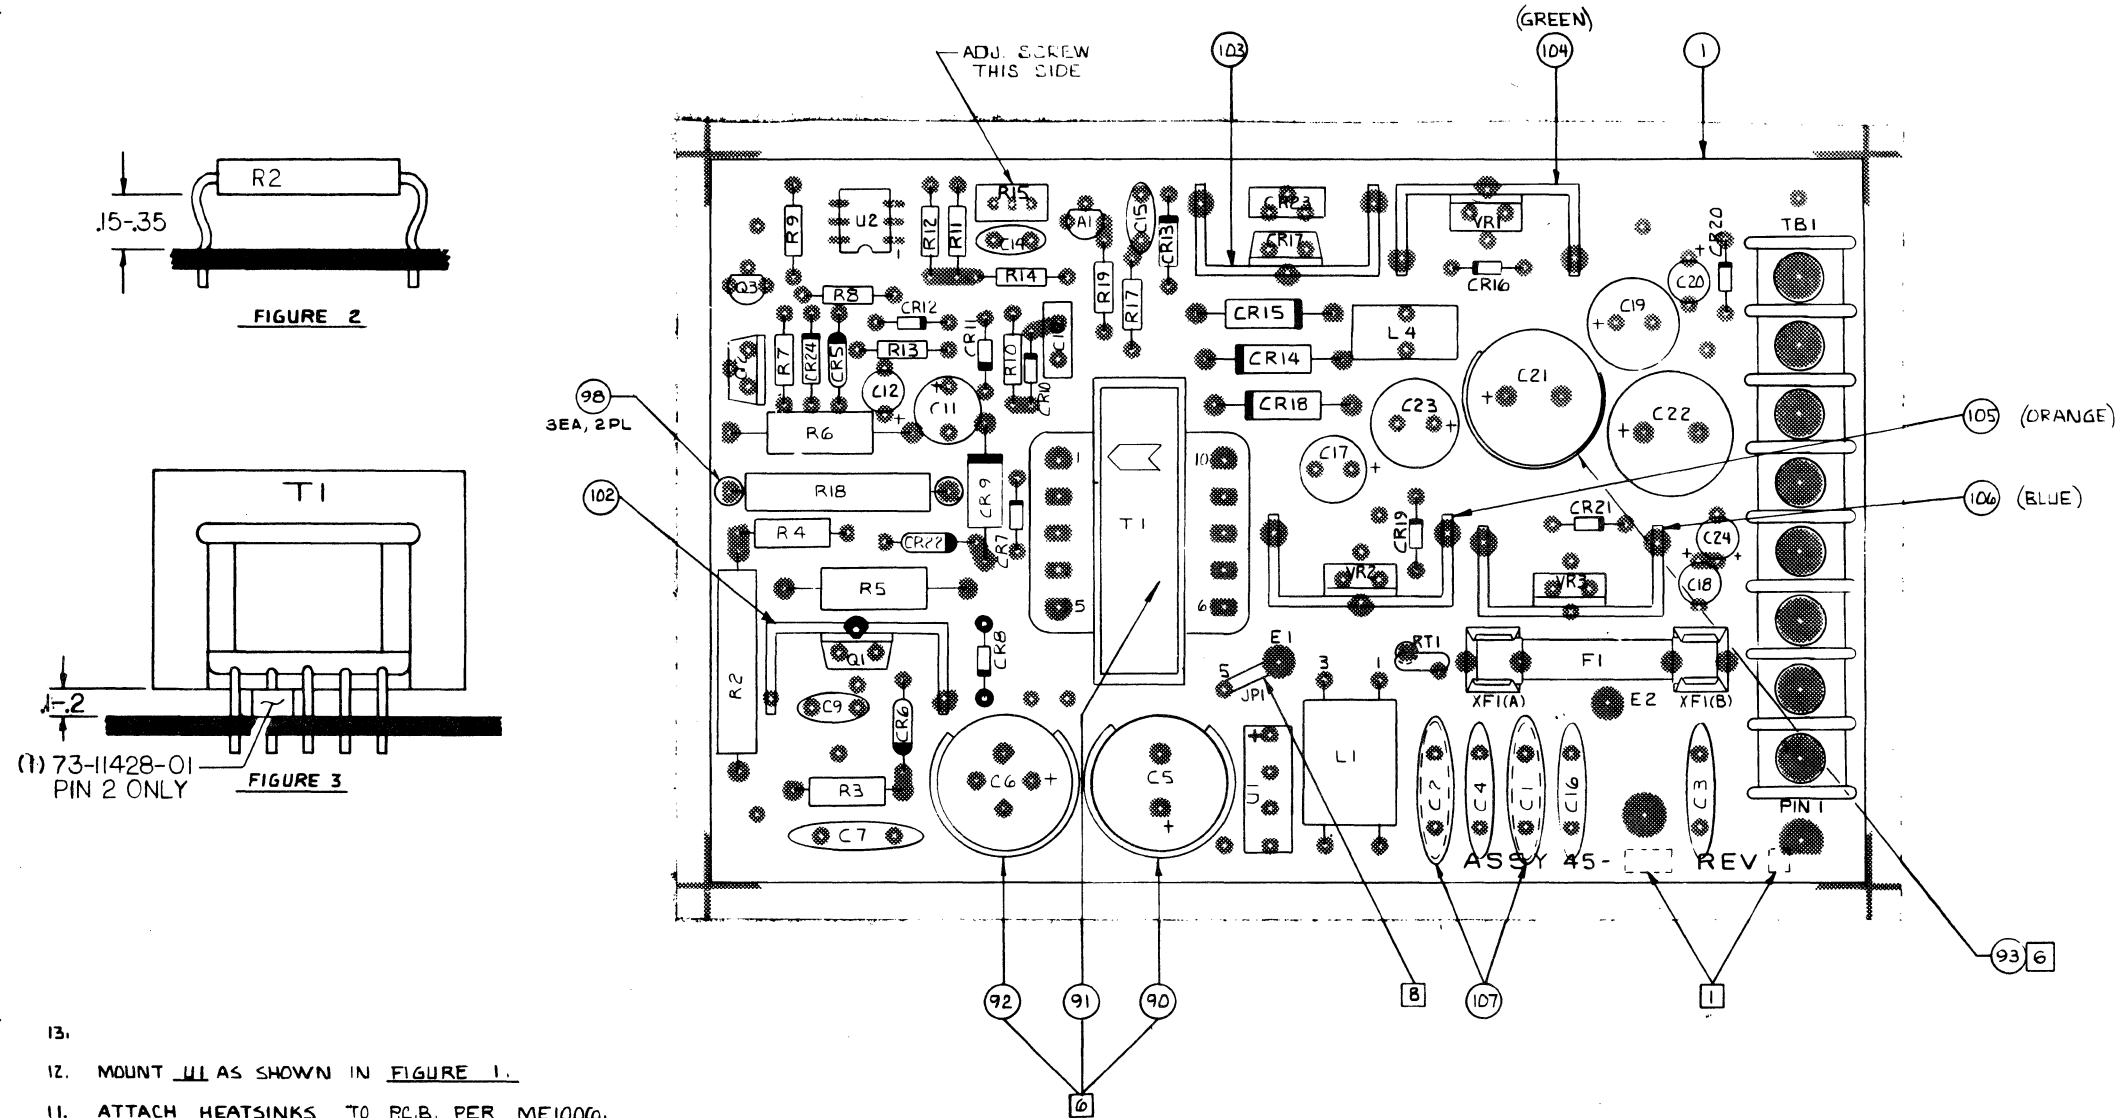 (GREEN)
103
104
1
ADJ. SCREW
THIS SIDE
R2
.15-.35
FIGURE 2
R9
U2
1
R12
R11
R15
C14
A1
C15
CR13
CR23
CR17
VR1
CR20
TB1
Q3
R8
R14
R19
R17
CR16
C20
C19
+
+
CR12
CR11
CR15
L4
R7
CR24
CR5
R13
R10
CR10
CR14
C21
+
C12
+
C11
+
CR18
C23
+
C22
+
98
3EA, 2PL
R6
105 (ORANGE)
C17
+
1
10
T1
102
R18
CR9
CR7
106 (BLUE)
CR21
CR19
R4
CR22
C24
+
+
VR2
VR3
C18
R5
5
6
T1
Q1
CR8
E1
5
JP1
3
1
RT1
F1
XF1(A)
E2
XF1(B)
R2
C9
CR6
.1-.2
(1) 73-11428-01
PIN 2 ONLY
FIGURE 3
R3
C7
C6
+
C5
+
U1
+
L1
C2
C4
C1
C16
C3
PIN 1
ASSY 45-
REV
93 6
92
91
90
8
107
1
6
13.
12. MOUNT U1 AS SHOWN IN FIGURE 1.
11. ATTACH HEATSINKS TO P.C.B. PER